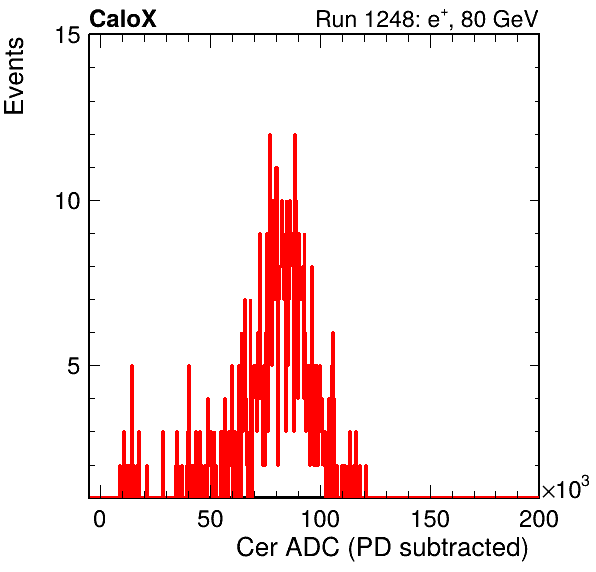 CaloX Run 1248: e⁺, 80 GeV
Events
15
10
5
0 50 100 150 200
×10³
Cer ADC (PD subtracted)